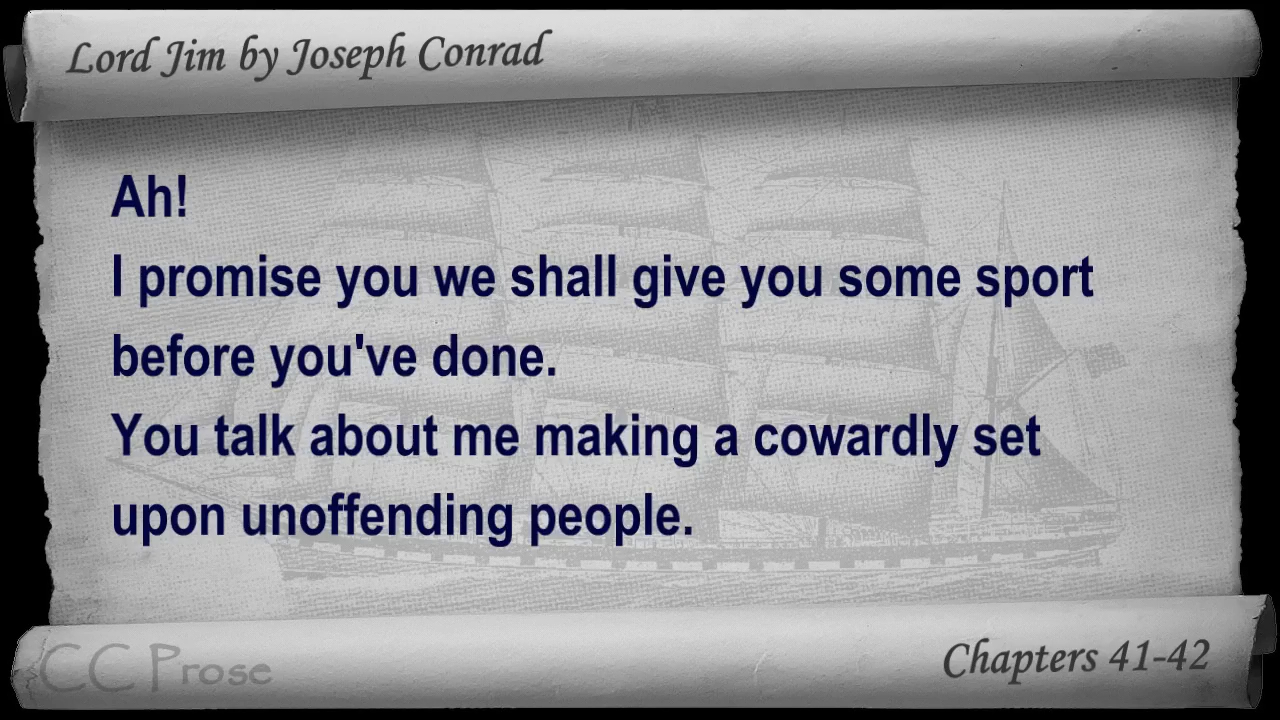 Lord Jim by Joseph Conrad
Ah!
I promise you we shall give you some sport
before you've done.
You talk about me making a cowardly set
upon unoffending people.
CC Prose
Chapters 41-42